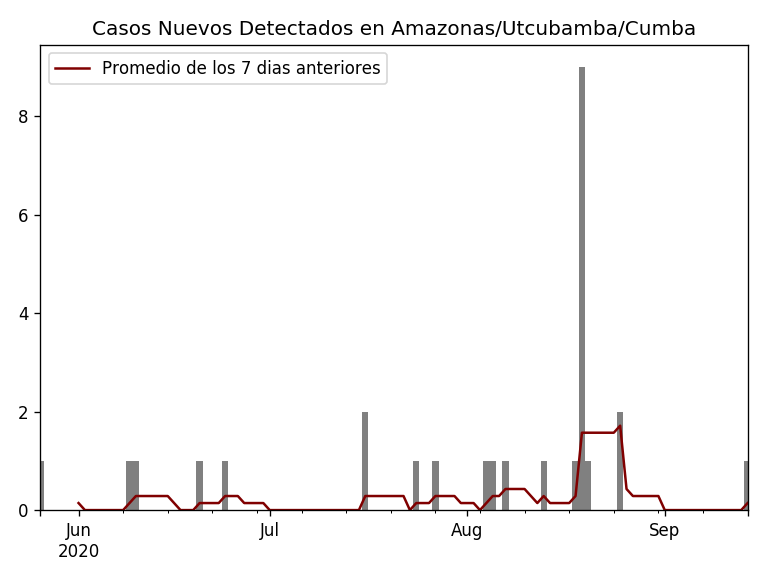 Casos Nuevos Detectados en Amazonas/Utcubamba/Cumba
Promedio de los 7 dias anteriores
8
6
4
2
0
Jun
2020
Jul
Aug
Sep